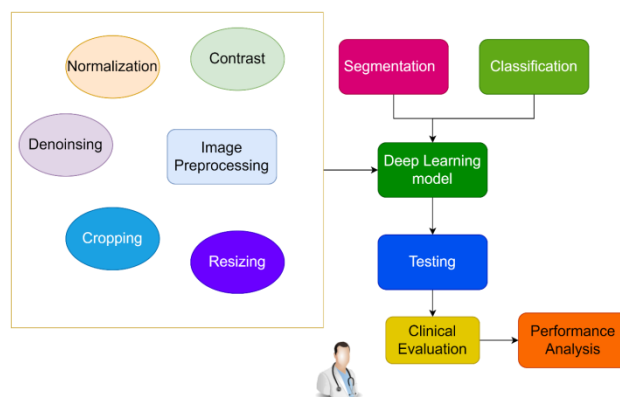 Normalization
Contrast
Denoinsing
Image
Preprocessing
Cropping
Resizing
Segmentation
Classification
Deep Learning
model
Testing
Clinical
Evaluation
Performance
Analysis